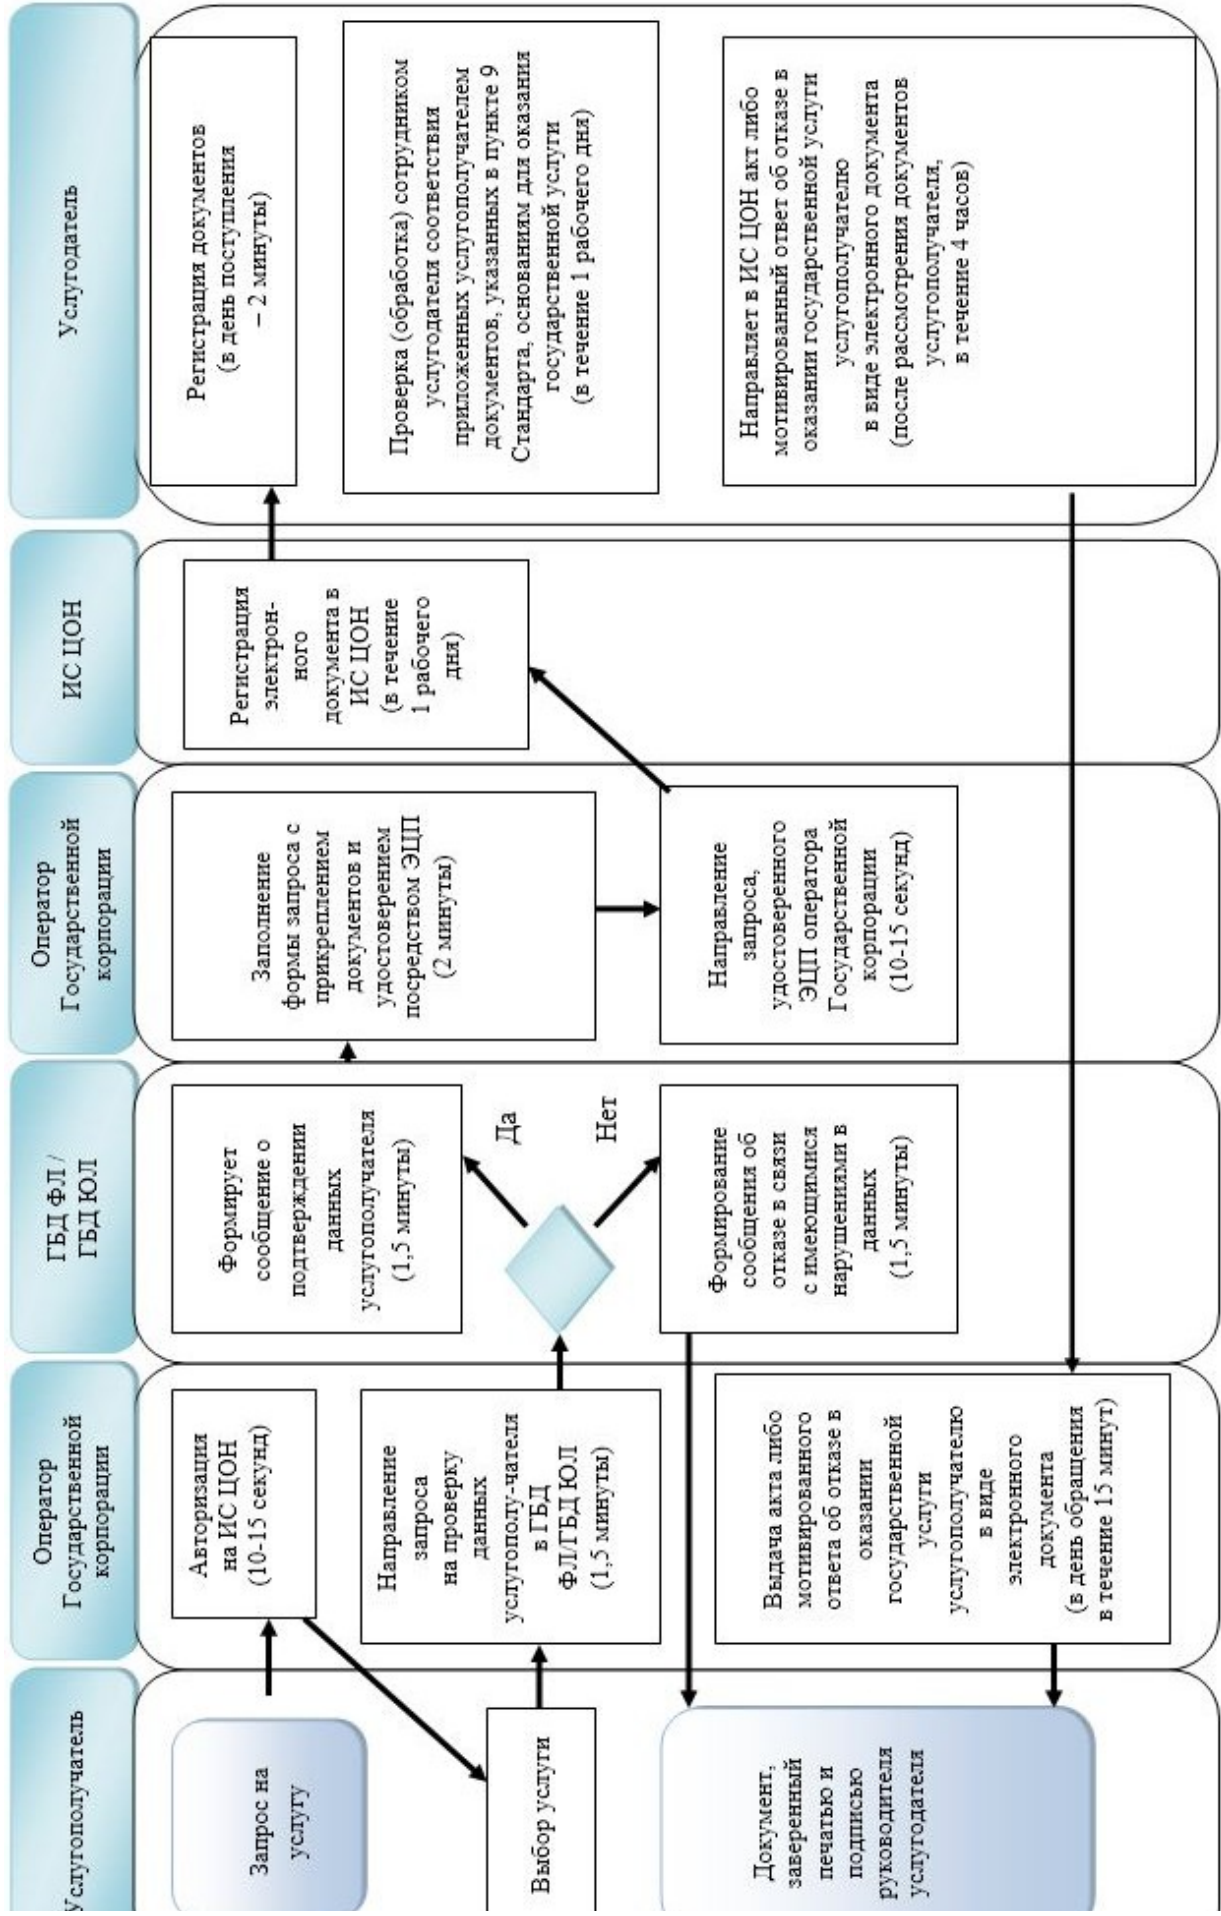 Услугополучатель
Запрос на
услугу
Выбор услуги
Документ,
заверенный
печатью и
подписью
руководителя
услугодателя
Оператор
Государственной
корпорации
Авторизация
на ИС ЦОН
(10-15 секунд)
Направление
запроса
на проверку
данных
услугополу-чателя
в ГБД
ФЛ/ГБД ЮЛ
(1,5 минуты)
Выдача акта либо
мотивированного
ответа об отказе в
оказании
государственной
услуги
услугополучателю
в виде
электронного
документа
(в день обращения
в течение 15 минут)
ГБД ФЛ /
ГБД ЮЛ
Формирует
сообщение о
подтверждении
данных
услугополучателя
(1,5 минуты)
Да
Нет
Формирование
сообщения об
отказе в связи
с имеющимися
нарушениями в
данных
(1,5 минуты)
Оператор
Государственной
корпорации
Заполнение
формы запроса с
прикреплением
документов и
удостоверением
посредством ЭЦП
(2 минуты)
Направление
запроса,
удостоверенного
ЭЦП оператора
Государственной
корпорации
(10-15 секунд)
ИС ЦОН
Регистрация
электрон-
ного
документа в
ИС ЦОН
(в течение
1 рабочего
дня)
Услугодатель
Регистрация документов
(в день поступления
– 2 минуты)
Проверка (обработка) сотрудником
услугодателя соответствия
приложенных услугополучателем
документов, указанных в пункте 9
Стандарта, основаниям для оказания
государственной услуги
(в течение 1 рабочего дня)
Направляет в ИС ЦОН акт либо
мотивированный ответ об отказе в
оказании государственной услуги
услугополучателю
в виде электронного документа
(после рассмотрения документов
услугополучателя,
в течение 4 часов)